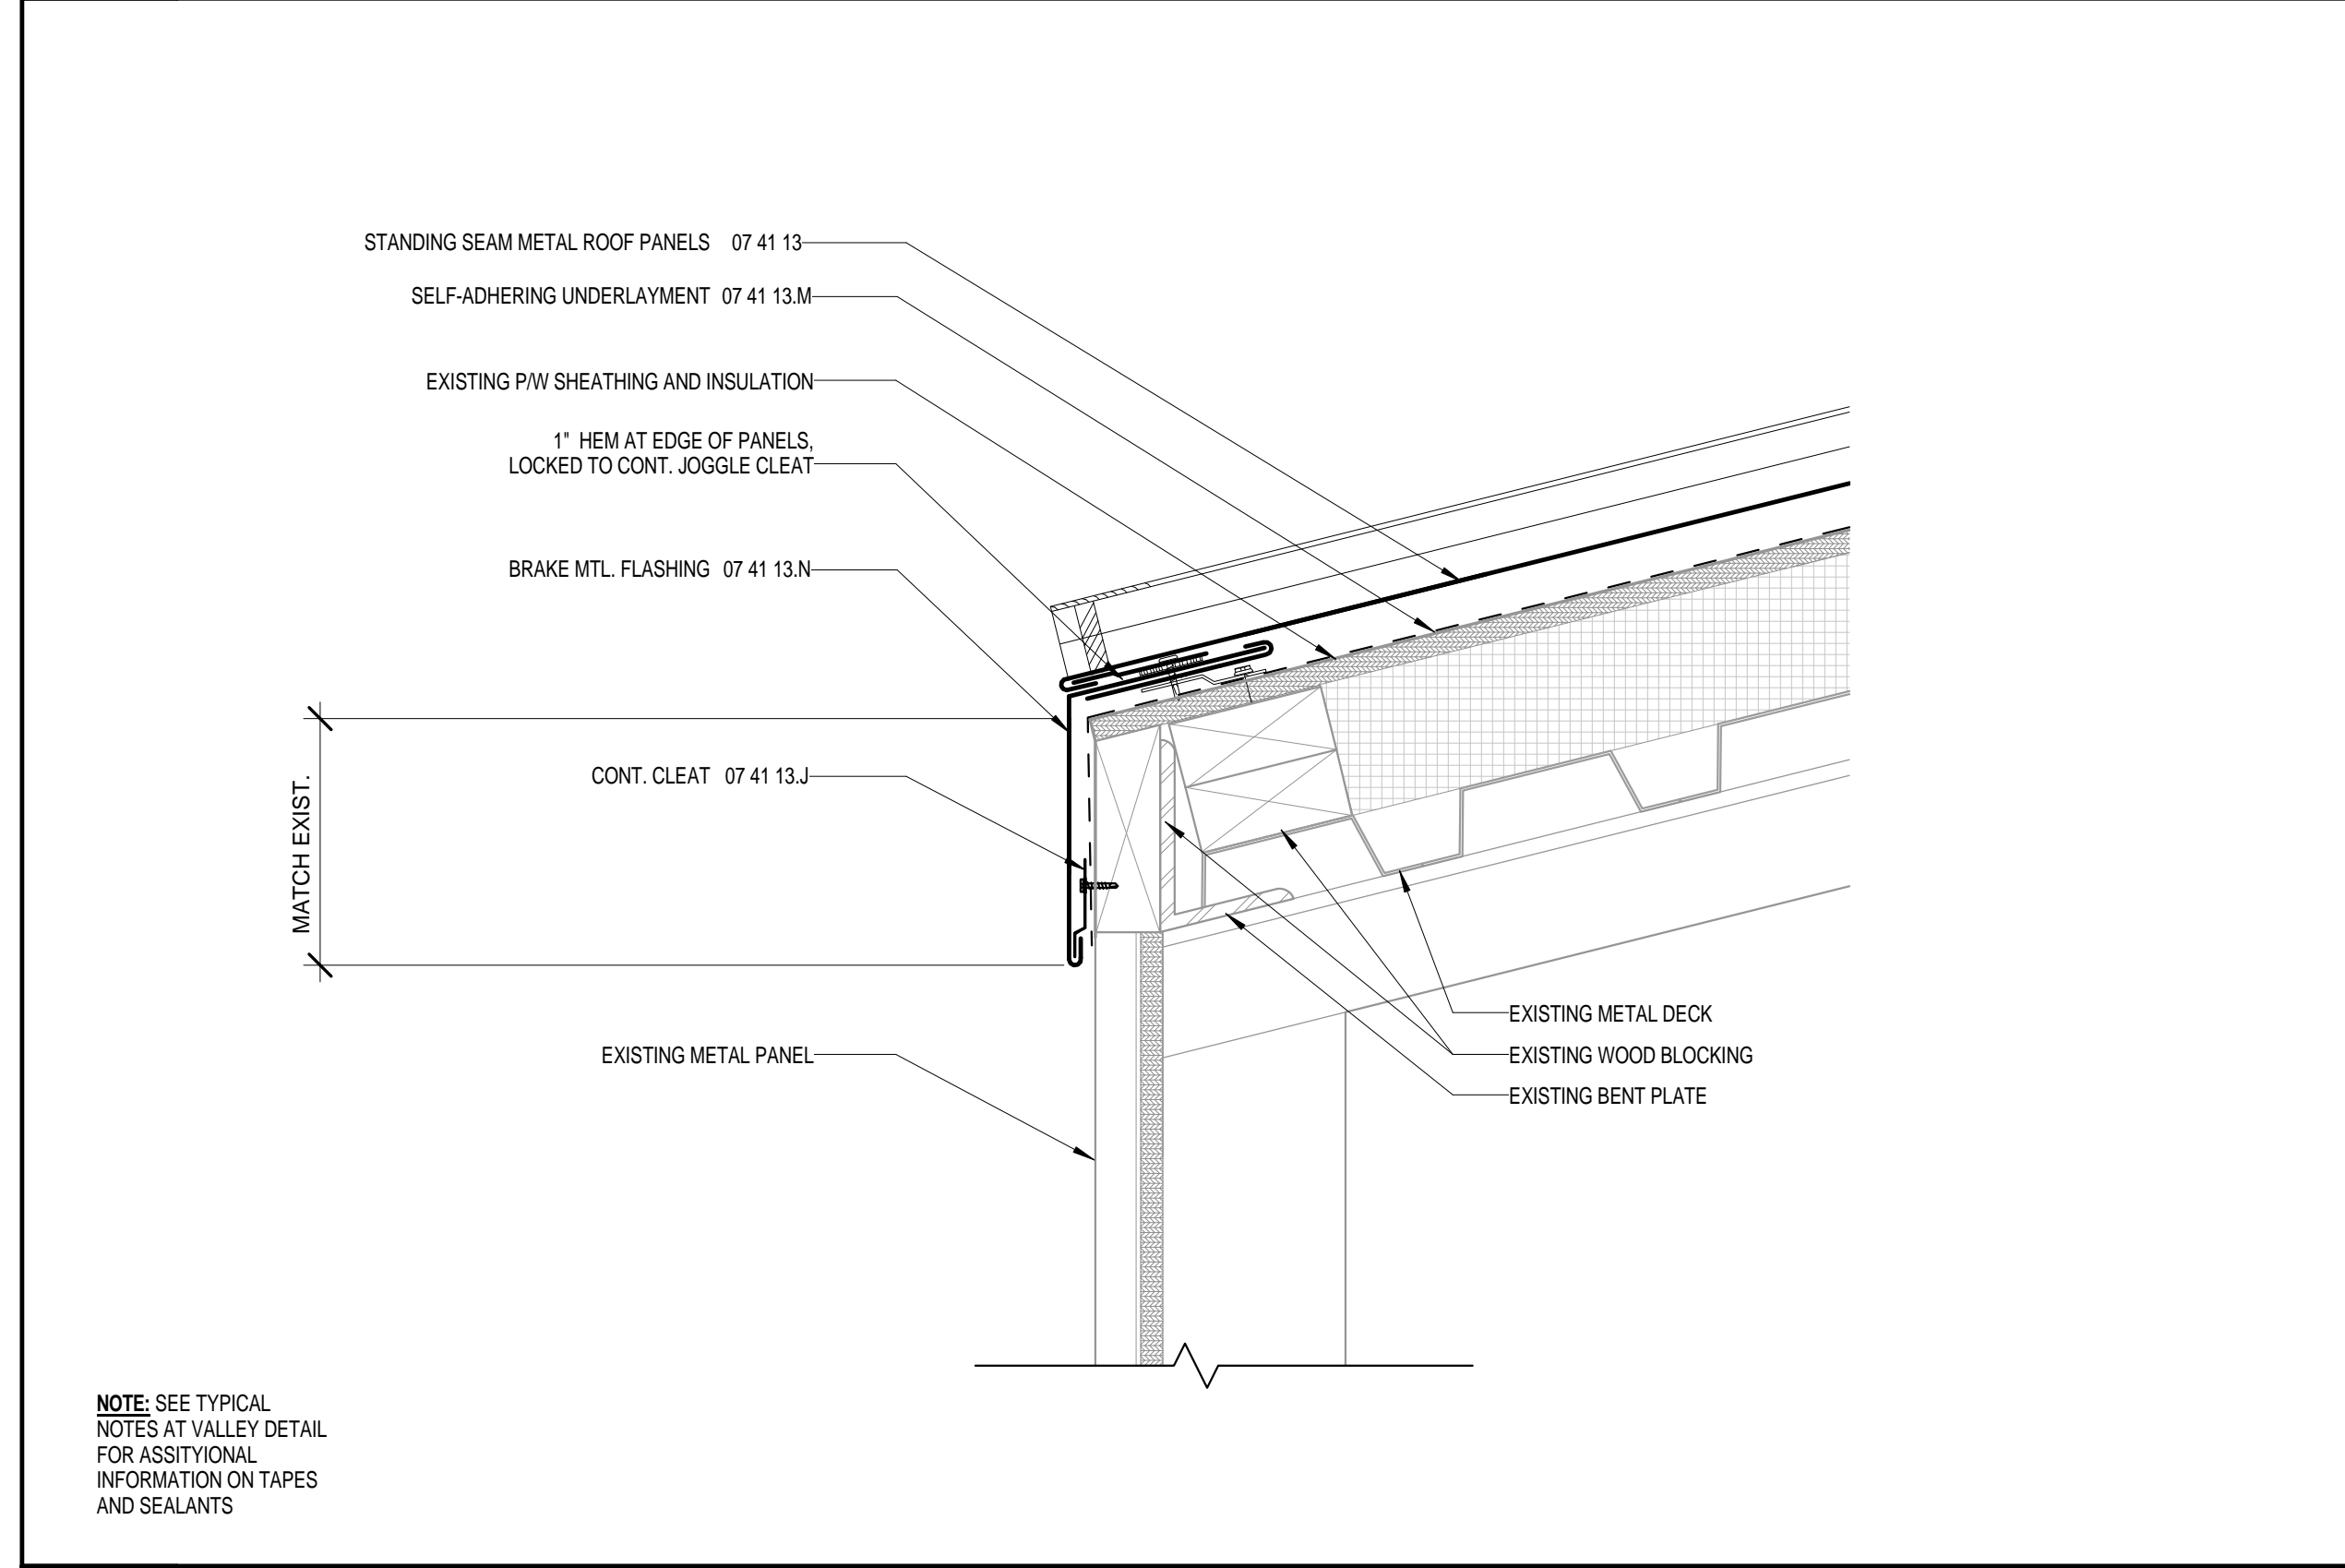 STANDING SEAM METAL ROOF PANELS 07 41 13
SELF-ADHERING UNDERLAYMENT 07 41 13.M
EXISTING P/W SHEATHING AND INSULATION
1" HEM AT EDGE OF PANELS,
LOCKED TO CONT. JOGGLE CLEAT
BRAKE MTL. FLASHING 07 41 13.N
CONT. CLEAT 07 41 13.J
MATCH EXIST.
EXISTING METAL PANEL
EXISTING METAL DECK
EXISTING WOOD BLOCKING
EXISTING BENT PLATE
NOTE: SEE TYPICAL
NOTES AT VALLEY DETAIL
FOR ASSITYIONAL
INFORMATION ON TAPES
AND SEALANTS